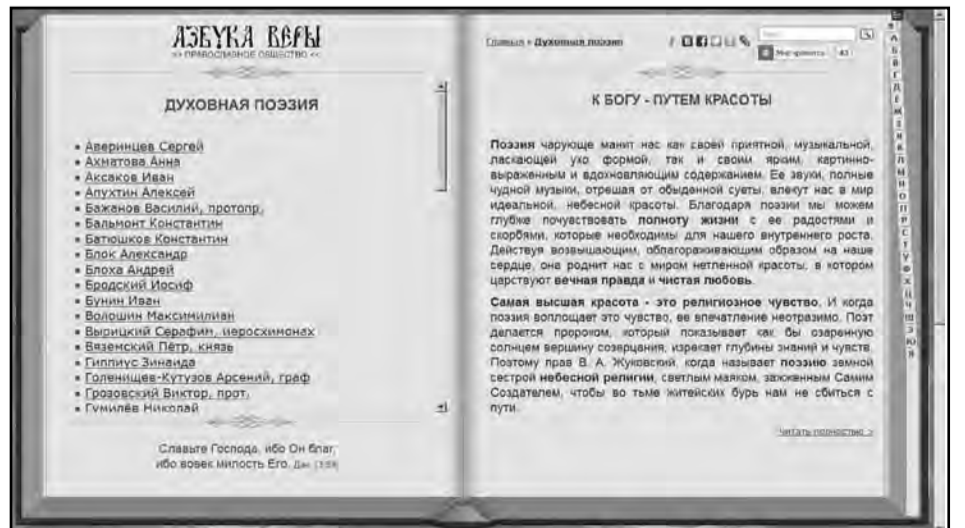 АЗБУКА ВЕРЫ
>> ПРАВОСЛАВНОЕ ОБЩЕСТВО <<
ДУХОВНАЯ ПОЭЗИЯ
Аверинцев Сергей
Ахматова Анна
Аксаков Иван
Апухтин Алексей
Бажанов Василий, протопр.
Бальмонт Константин
Батюшков Константин
Блок Александр
Блоха Андрей
Бродский Иосиф
Бунин Иван
Волошин Максимилиан
Вырицкий Серафим, иеросхимонах
Вяземский Пётр, князь
Гиппиус Зинаида
Голенищев-Кутузов Арсений, граф
Грозовский Виктор, прот.
Гумилёв Николай
Славьте Господа, ибо Он благ,
ибо вовек милость Его. Дан.
Главная » Духовная поэзия
К БОГУ - ПУТЕМ КРАСОТЫ
Поэзия чарующе манит нас как своей приятной, музыкальной,
ласкающей ухо формой, так и своим ярким, картинно-
выраженным и вдохновляющим содержанием. Ее звуки, полные
чудной музыки, отрешая от обыденной суеты, влекут нас в мир
идеальной, небесной красоты. Благодаря поэзии мы можем
глубже почувствовать полноту жизни с ее радостями и
скорбями, которые необходимы для нашего внутреннего роста.
Действуя возвышающим, облагораживающим образом на наше
сердце, она роднит нас с миром нетленной красоты, в котором
царствуют вечная правда и чистая любовь.
Самая высшая красота - это религиозное чувство. И когда
поэзия воплощает это чувство, ее впечатление неотразимо. Поэт
делается пророком, который показывает как бы озаренную
солнцем вершину созерцания, изрекает глубины знаний и чувств.
Поэтому прав В. А. Жуковский, когда называет поэзию земной
сестрой небесной религии, светлым маяком, зажженным Самим
Создателем, чтобы во тьме житейских бурь нам не сбиться с
пути.
читать полностью >
А
Б
В
Г
Д
Е
М
З
И
К
Л
М
Н
О
П
Р
С
Т
У
Ф
Х
Ц
Ч
Ш
Э
Ю
Я